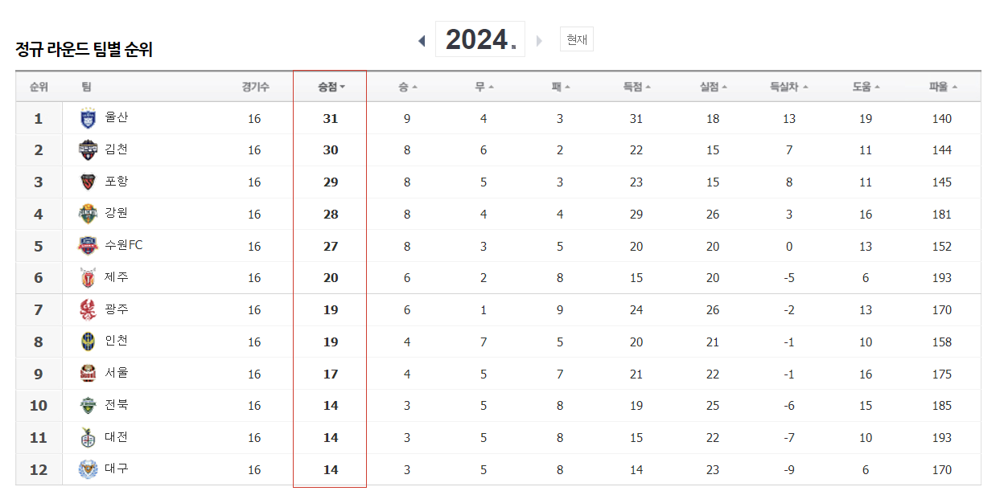 2024.
현재
정규 라운드 팀별 순위
순위 팀 경기수 승점 승 무 패 득점 실점 득실차 도움 파울
1 울산 16 31 9 4 3 31 18 13 19 140
2 김천 16 30 8 6 2 22 15 7 11 144
3 포항 16 29 8 5 3 23 15 8 11 145
4 강원 16 28 8 4 4 29 26 3 16 181
5 수원FC 16 27 8 3 5 20 20 0 13 152
6 제주 16 20 6 2 8 15 20 -5 6 193
7 광주 16 19 6 1 9 24 26 -2 13 170
8 인천 16 19 4 7 5 20 21 -1 10 158
9 서울 16 17 4 5 7 21 22 -1 16 175
10 전북 16 14 3 5 8 19 25 -6 15 185
11 대전 16 14 3 5 8 15 22 -7 10 193
12 대구 16 14 3 5 8 14 23 -9 6 170